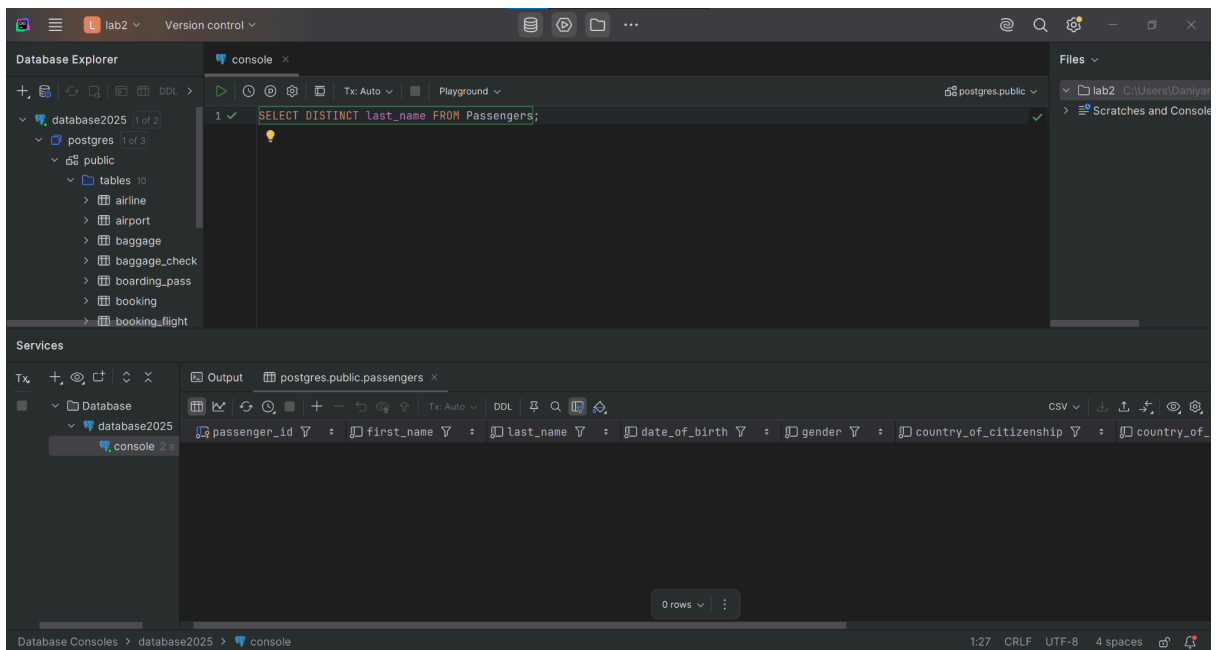 L lab2 Version control
Database Explorer
console
Files
DDL
Tx: Auto
Playground
postgres.public
lab2 C:\Users\Daniyar
Scratches and Console
1 SELECT DISTINCT last_name FROM Passengers;
database2025 1 of 2
postgres 1 of 3
public
tables 10
airline
airport
baggage
baggage_check
boarding_pass
booking
booking_flight
Services
Tx
Output postgres.public.passengers
Database
Tx: Auto DDL CSV
database2025
passenger_id first_name last_name date_of_birth gender country_of_citizenship country_of_
console 2 s
0 rows
Database Consoles > database2025 > console 1:27 CRLF UTF-8 4 spaces